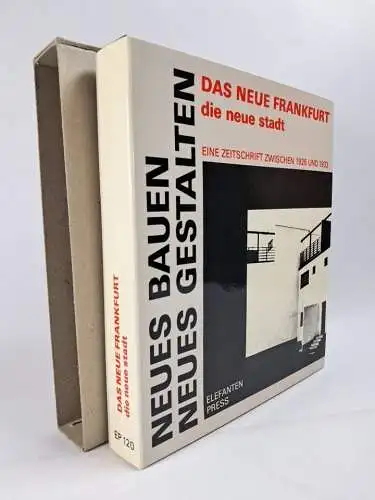 DAS NEUE FRANKFURT
die neue stadt
EINE ZEITSCHRIFT ZWISCHEN 1926 UND 1933
NEUES BAUEN
NEUES GESTALTEN
ELEFANTEN
PRESS
DAS NEUE FRANKFURT
die neue stadt
EP 120